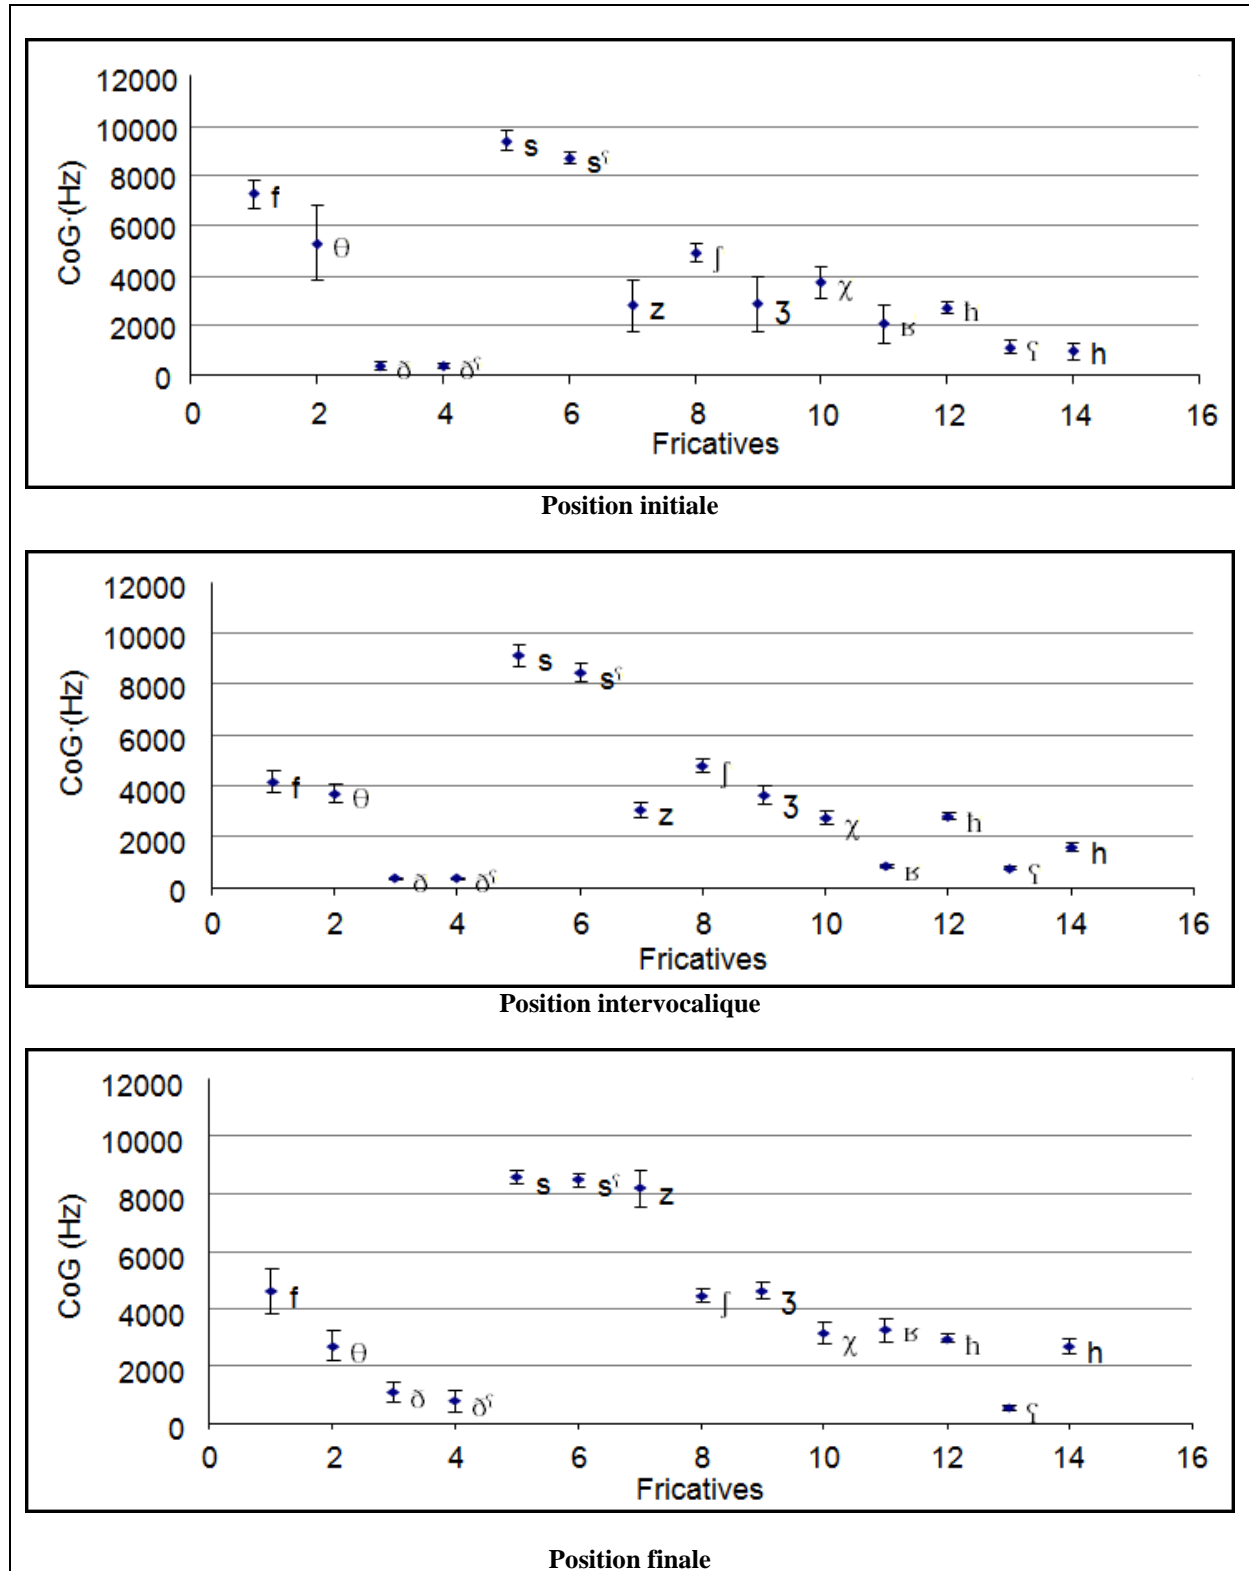 12000
10000
8000
6000
4000
2000
0
CoG·(Hz)
f
θ
ð
ðˤ
s
sˤ
z
ʃ
ʒ
χ
ʁ
ħ
ʕ
h
0 2 4 6 8 10 12 14 16
Fricatives
Position initiale
12000
10000
8000
6000
4000
2000
0
CoG·(Hz)
f
θ
ð
ðˤ
s
sˤ
z
ʃ
ʒ
χ
ʁ
ħ
ʕ
h
0 2 4 6 8 10 12 14 16
Fricatives
Position intervocalique
12000
10000
8000
6000
4000
2000
0
CoG (Hz)
f
θ
ð
ðˤ
s
sˤ
z
ʃ
ʒ
χ
ʁ
ħ
ʕ
h
0 2 4 6 8 10 12 14 16
Fricatives
Position finale